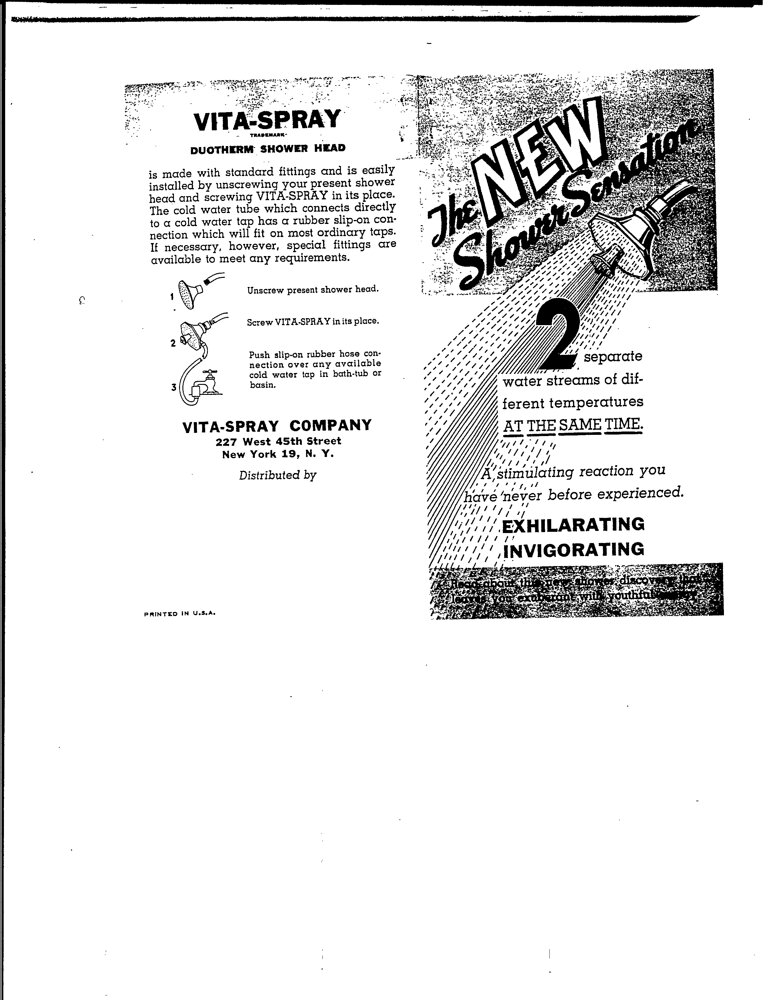 VITA-SPRAY
TRADEMARK
DUOTHERM SHOWER HEAD
is made with standard fittings and is easily
installed by unscrewing your present shower
head and screwing VITA-SPRAY in its place.
The cold water tube which connects directly
to a cold water tap has a rubber slip-on con-
nection which will fit on most ordinary taps.
If necessary, however, special fittings are
available to meet any requirements.
1 Unscrew present shower head.
2 Screw VITA-SPRAY in its place.
3 Push slip-on rubber hose con-
nection over any available
cold water tap in bath-tub or
basin.
VITA-SPRAY COMPANY
227 West 45th Street
New York 19, N. Y.
Distributed by
PRINTED IN U.S.A.
The NEW
Shower Sensation
2 separate
water streams of dif-
ferent temperatures
AT THE SAME TIME.
A stimulating reaction you
have never before experienced.
EXHILARATING
INVIGORATING
Read about this new shower discovery that
leaves you exuberant with youthful